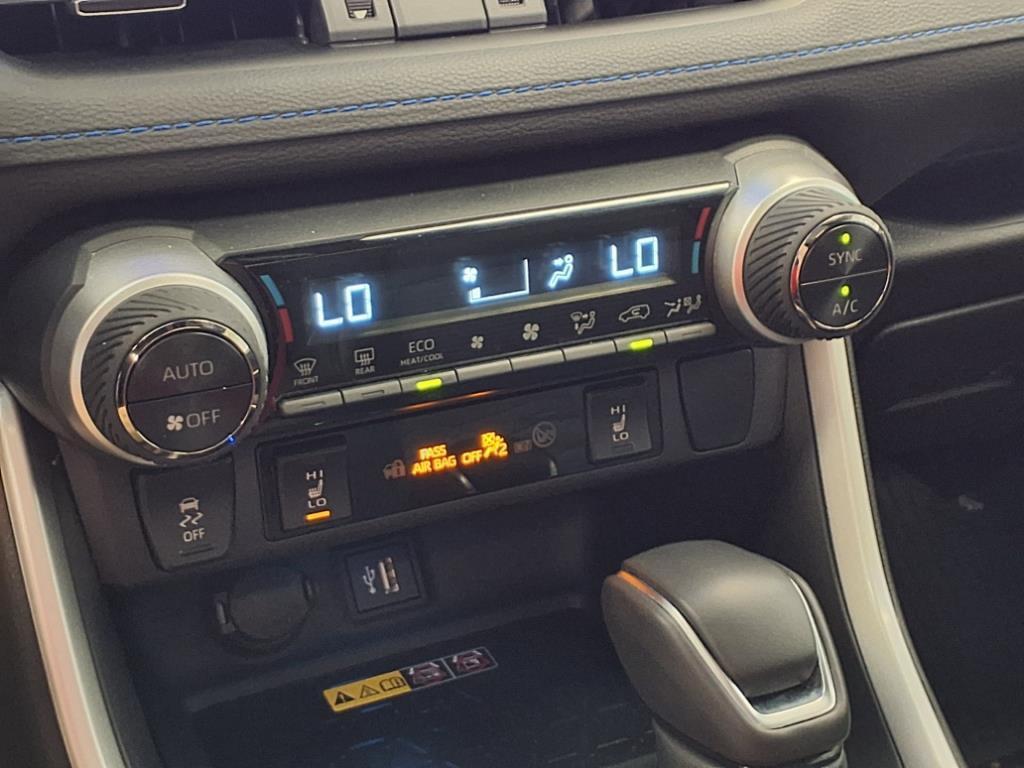 SYNC
A/C
LO
LO
AUTO
OFF
FRONT
REAR
ECO
HEAT/COOL
HI
LO
PASS
AIR BAG OFF
2
HI
LO
OFF